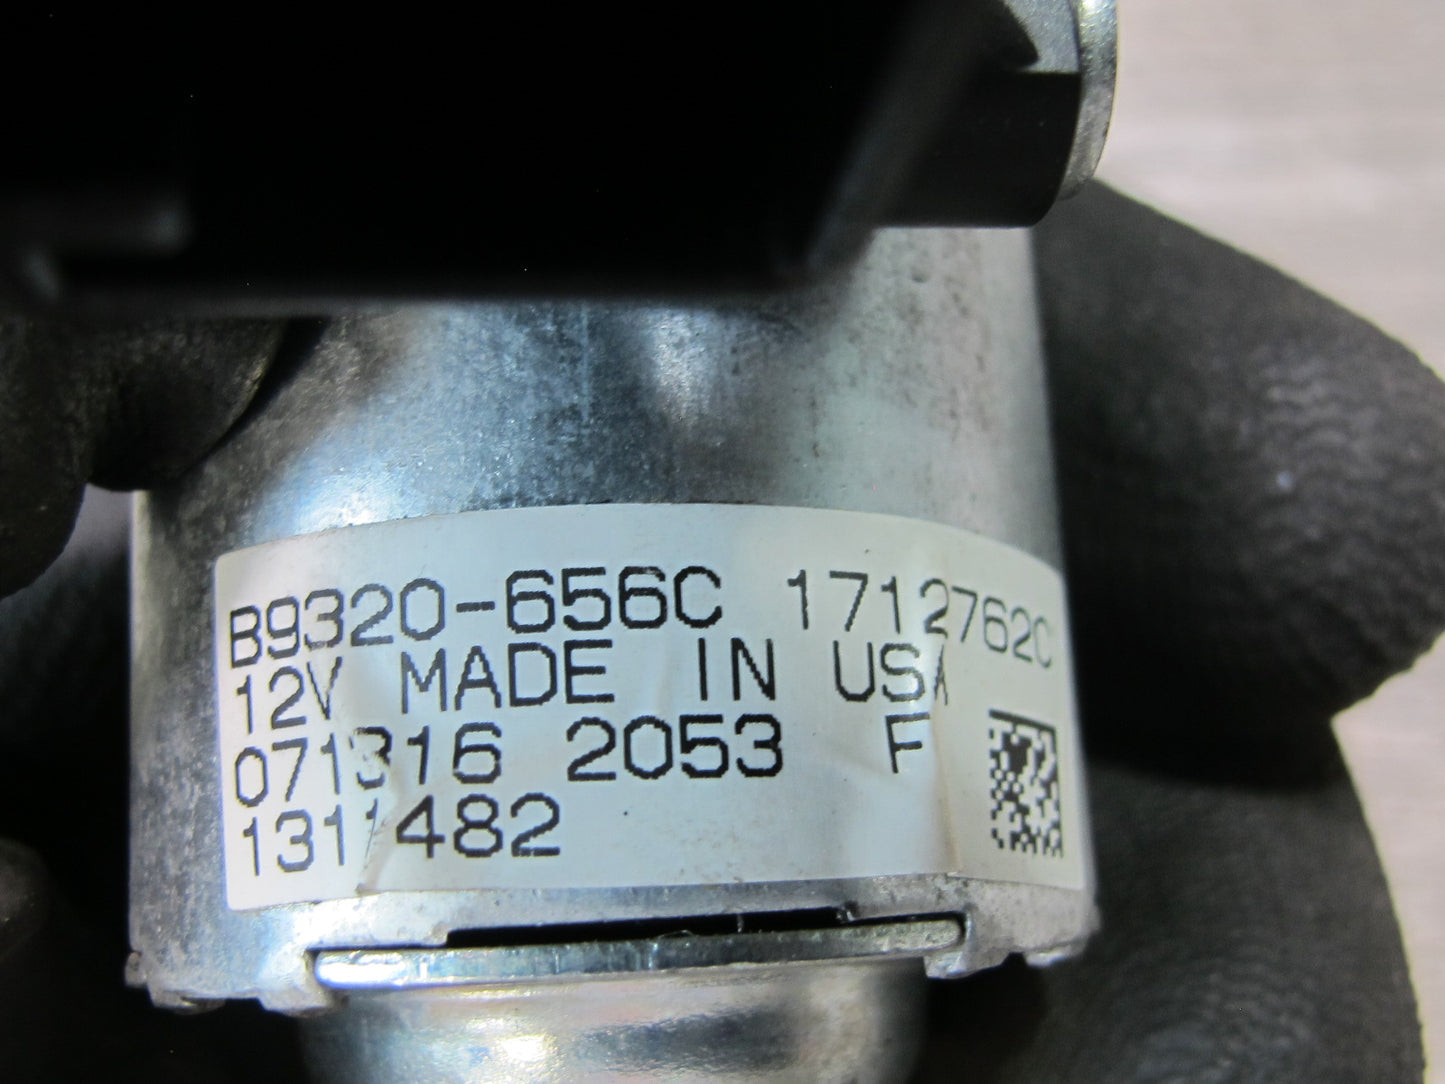 B9320-656C 1712762C
12V MADE IN USA
071316 2053 F
1311482